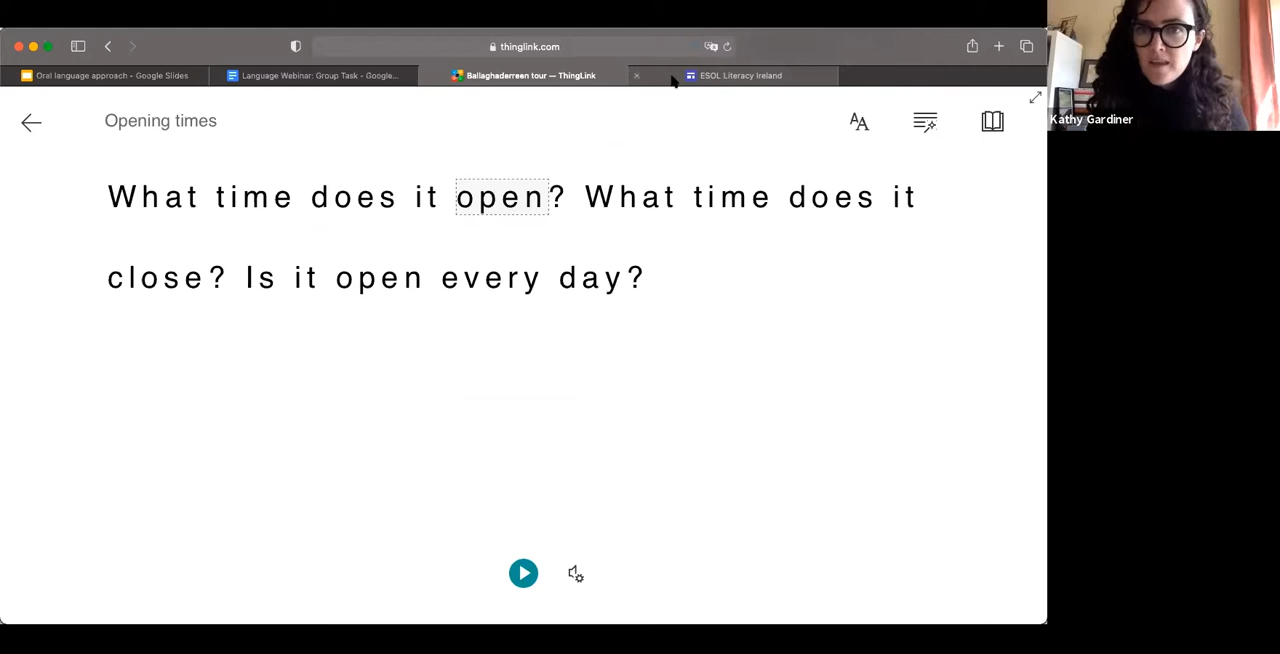 thinglink.com
Oral language approach - Google Slides
Language Webinar: Group Task - Google...
Ballaghaderreen tour — ThingLink
ESOL Literacy Ireland
Kathy Gardiner
Opening times
What time does it open? What time does it
close? Is it open every day?